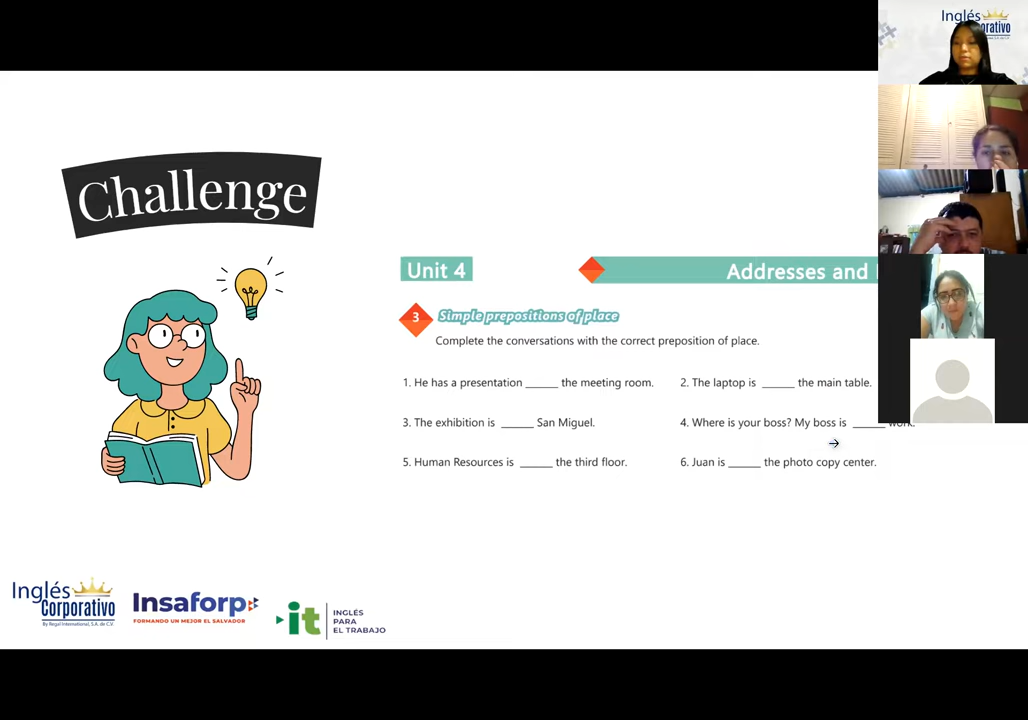 Challenge
Unit 4
Addresses and
3
Simple prepositions of place
Complete the conversations with the correct preposition of place.
1. He has a presentation ______ the meeting room.
2. The laptop is ______ the main table.
3. The exhibition is ______ San Miguel.
4. Where is your boss? My boss is ______ work.
5. Human Resources is ______ the third floor.
6. Juan is ______ the photo copy center.
Inglés
Corporativo
By Regal International, S.A. de C.V.
Insaforp
FORMANDO UN MEJOR EL SALVADOR
it
INGLÉS
PARA
EL TRABAJO
Inglés